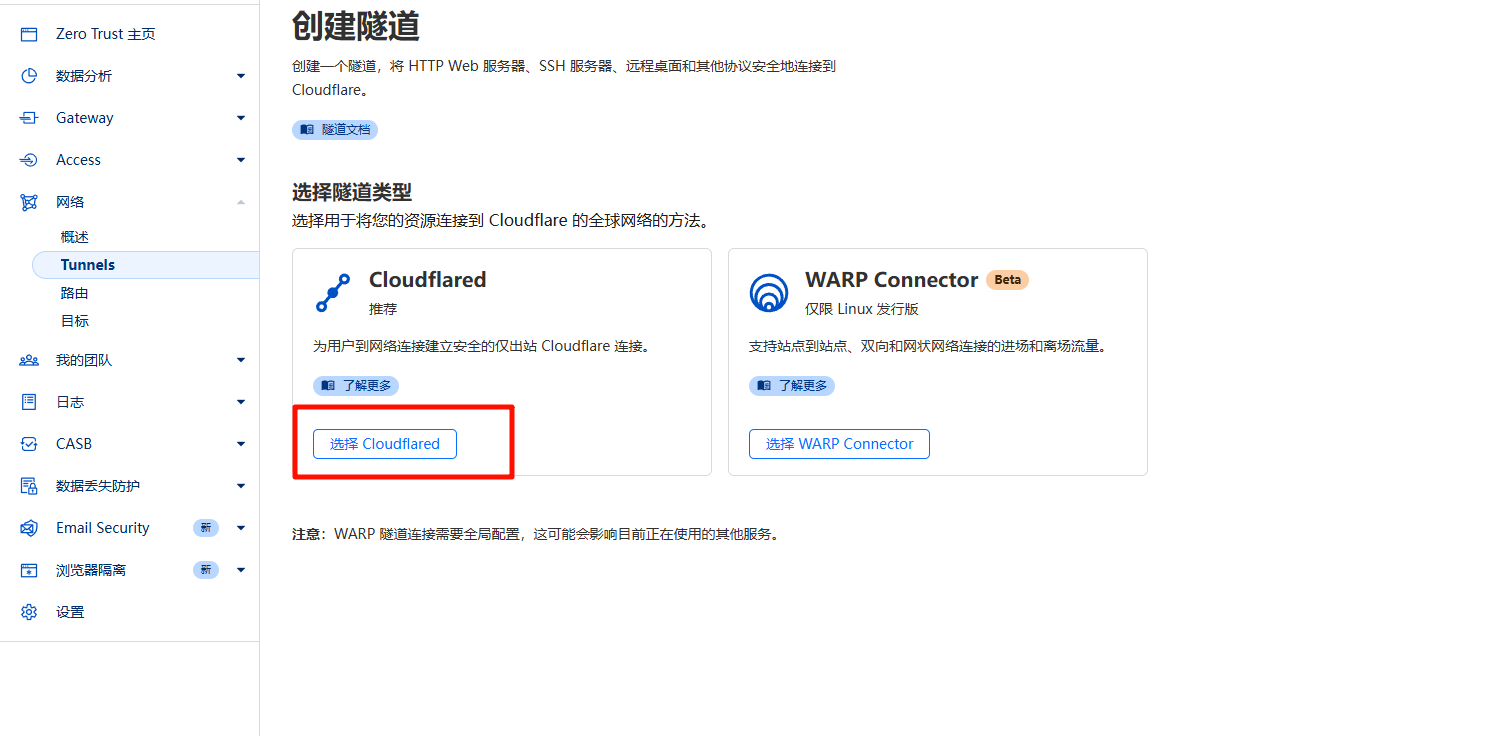 Zero Trust 主页
数据分析
Gateway
Access
网络
概述
Tunnels
路由
目标
我的团队
日志
CASB
数据丢失防护
Email Security 新
浏览器隔离 新
设置
创建隧道
创建一个隧道，将 HTTP Web 服务器、SSH 服务器、远程桌面和其他协议安全地连接到
Cloudflare。
隧道文档
选择隧道类型
选择用于将您的资源连接到 Cloudflare 的全球网络的方法。
Cloudflared
推荐
为用户到网络连接建立安全的仅出站 Cloudflare 连接。
了解更多
选择 Cloudflared
WARP Connector Beta
仅限 Linux 发行版
支持站点到站点、双向和网状网络连接的进场和离场流量。
了解更多
选择 WARP Connector
注意：WARP 隧道连接需要全局配置，这可能会影响目前正在使用的其他服务。